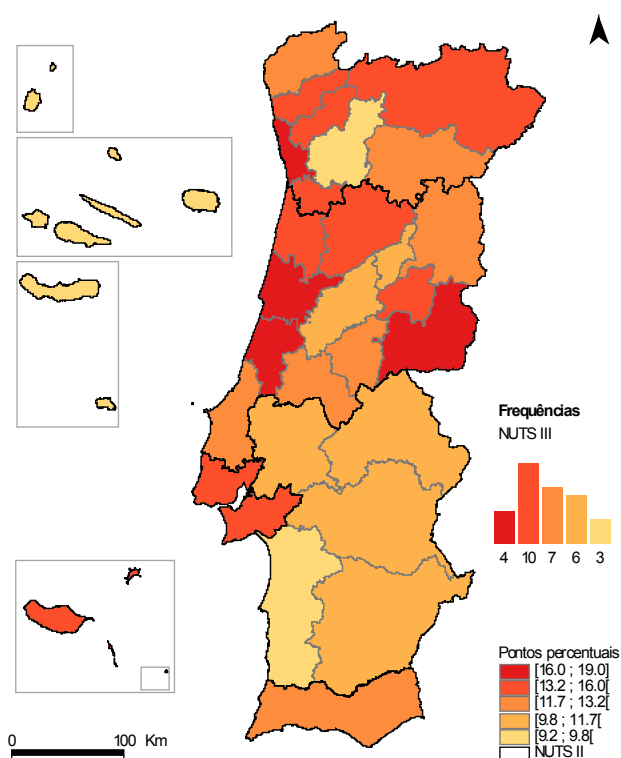 Frequências
NUTS III
4 10 7 6 3
Pontos percentuais
[16.0 ; 19.0]
[13.2 ; 16.0[
[11.7 ; 13.2[
[9.8 ; 11.7[
[9.2 ; 9.8[
NUTS II
0 100 Km